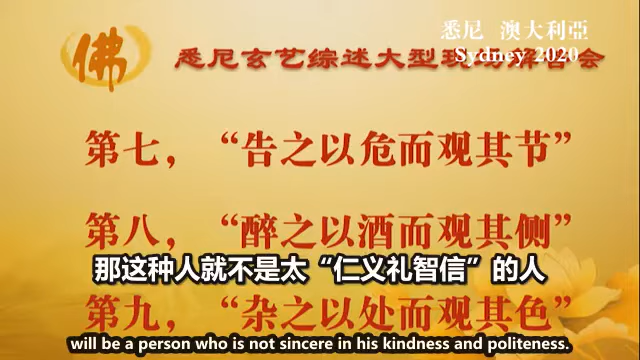 佛
悉尼玄艺综述大型现场解答会
悉尼 澳大利亞
Sydney 2020
第七，“告之以危而观其节”
第八，“醉之以酒而观其侧”
那这种人就不是太“仁义礼智信”的人
第九，“杂之以处而观其色”
will be a person who is not sincere in his kindness and politeness.